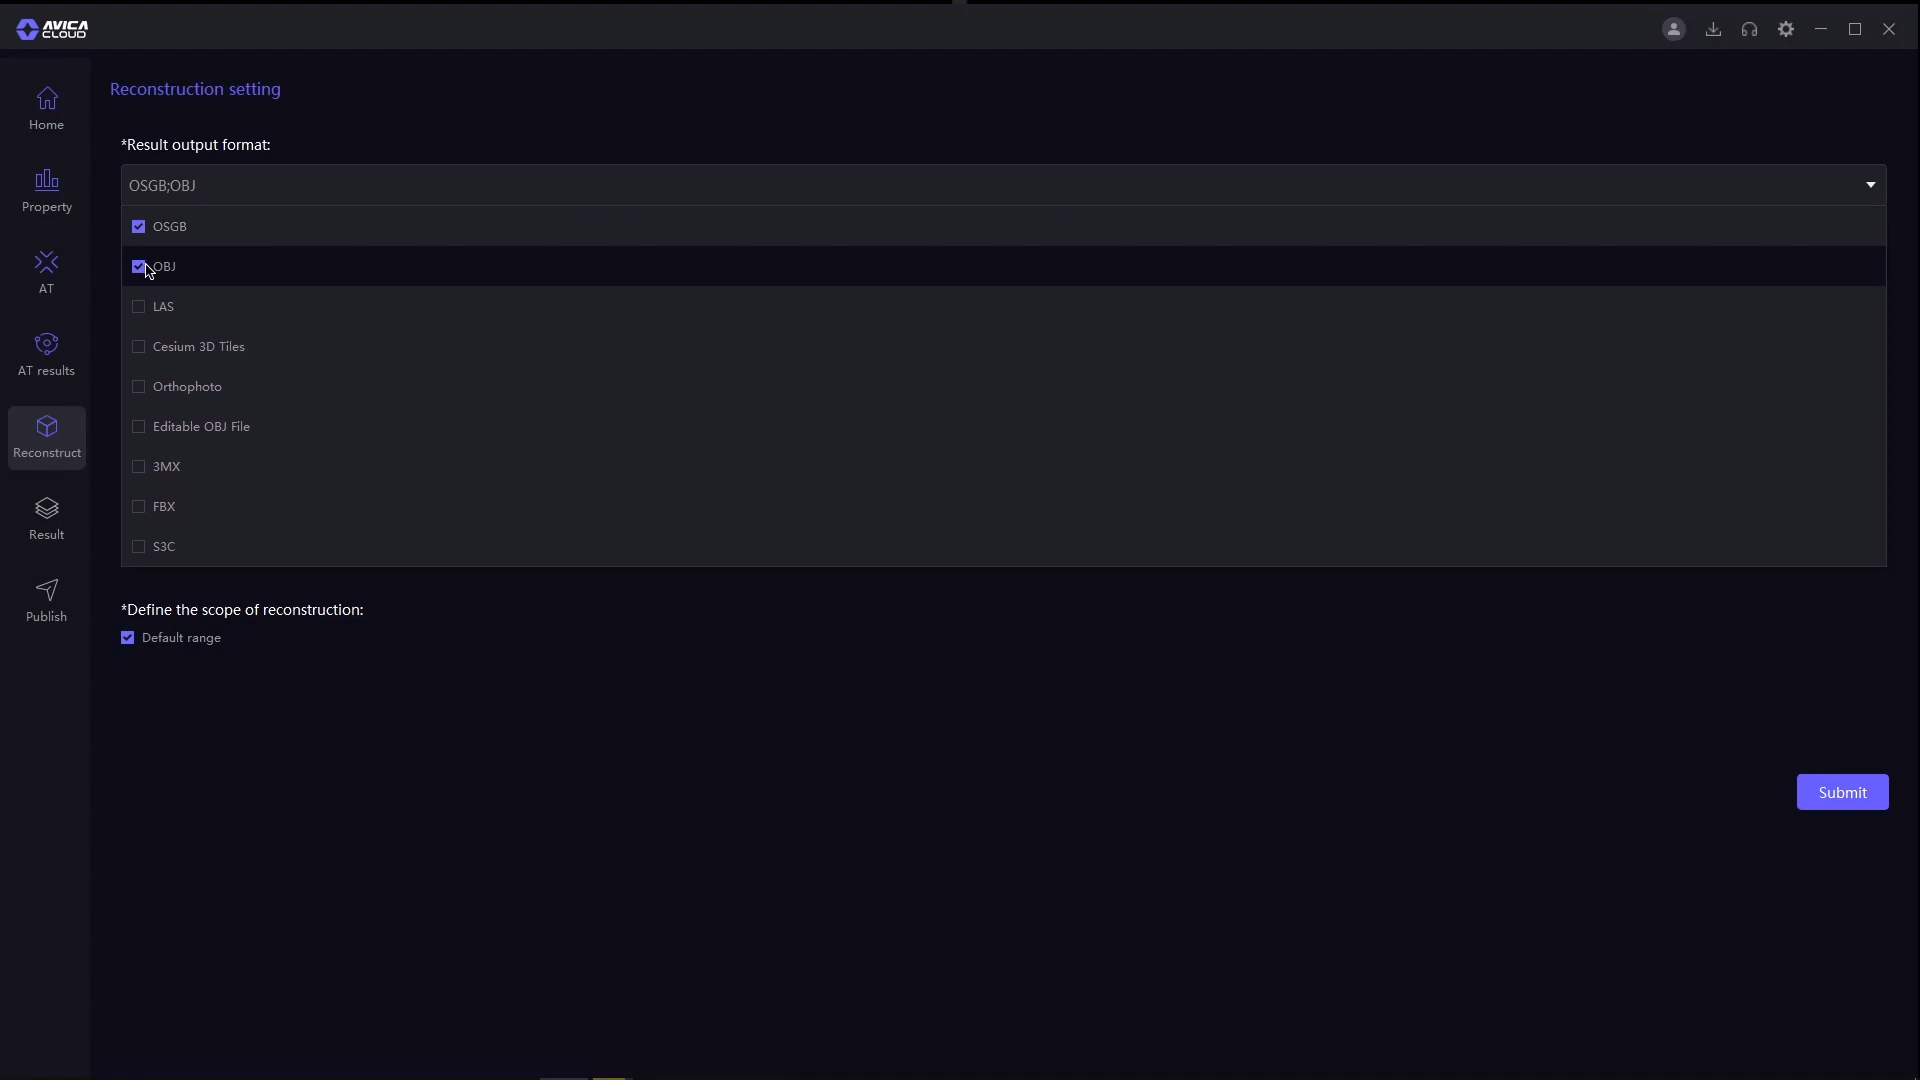 AVICA
CLOUD
Home
Property
AT
AT results
Reconstruct
Result
Publish
Reconstruction setting
*Result output format:
OSGB;OBJ
OSGB
OBJ
LAS
Cesium 3D Tiles
Orthophoto
Editable OBJ File
3MX
FBX
S3C
*Define the scope of reconstruction:
Default range
Submit